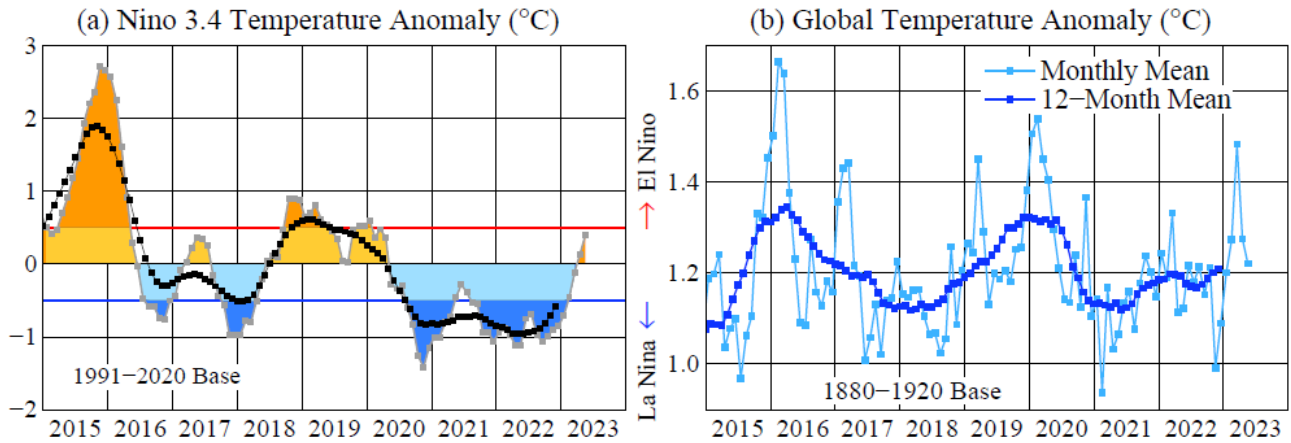 (a) Nino 3.4 Temperature Anomaly (°C)
3
2
1
0
−1
−2
1991−2020 Base
2015 2016 2017 2018 2019 2020 2021 2022 2023
La Nina → El Nino →
(b) Global Temperature Anomaly (°C)
Monthly Mean
12−Month Mean
1.6
1.4
1.2
1.0
1880−1920 Base
2015 2016 2017 2018 2019 2020 2021 2022 2023